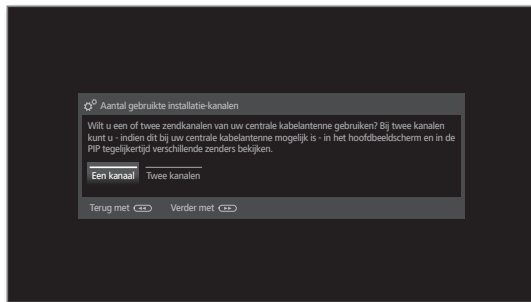 Aantal gebruikte installatie-kanalen
Wilt u een of twee zendkanalen van uw centrale kabelantenne gebruiken? Bij twee kanalen
kunt u - indien dit bij uw centrale kabelantenne mogelijk is - in het hoofdbeeldscherm en in de
PIP tegelijkertijd verschillende zenders bekijken.
Een kanaal Twee kanalen
Terug met Verder met